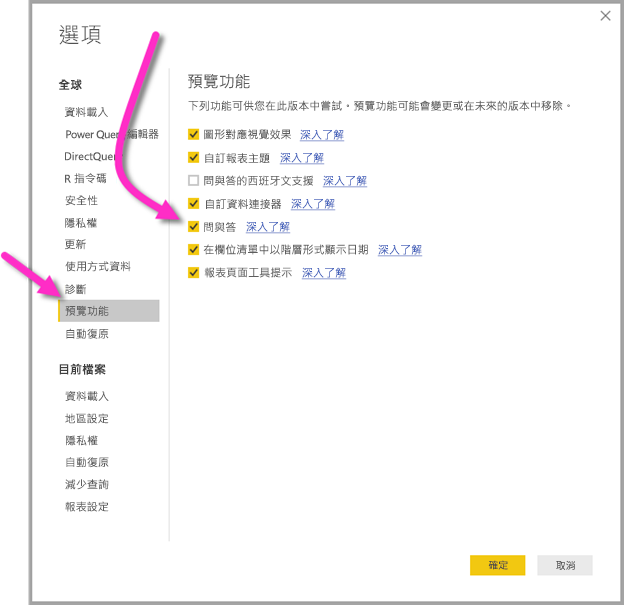 選項
全球
資料載入
Power Query 編輯器
DirectQuery
R 指令碼
安全性
隱私權
更新
使用方式資料
診斷
預覽功能
自動復原
目前檔案
資料載入
地區設定
隱私權
自動復原
減少查詢
報表設定
預覽功能
下列功能可供您在此版本中嘗試。預覽功能可能會變更或在未來的版本中移除。
圖形對應視覺效果 深入了解
自訂報表主題 深入了解
問與答的西班牙文支援 深入了解
自訂資料連接器 深入了解
問與答 深入了解
在欄位清單中以階層形式顯示日期 深入了解
報表頁面工具提示 深入了解
確定
取消